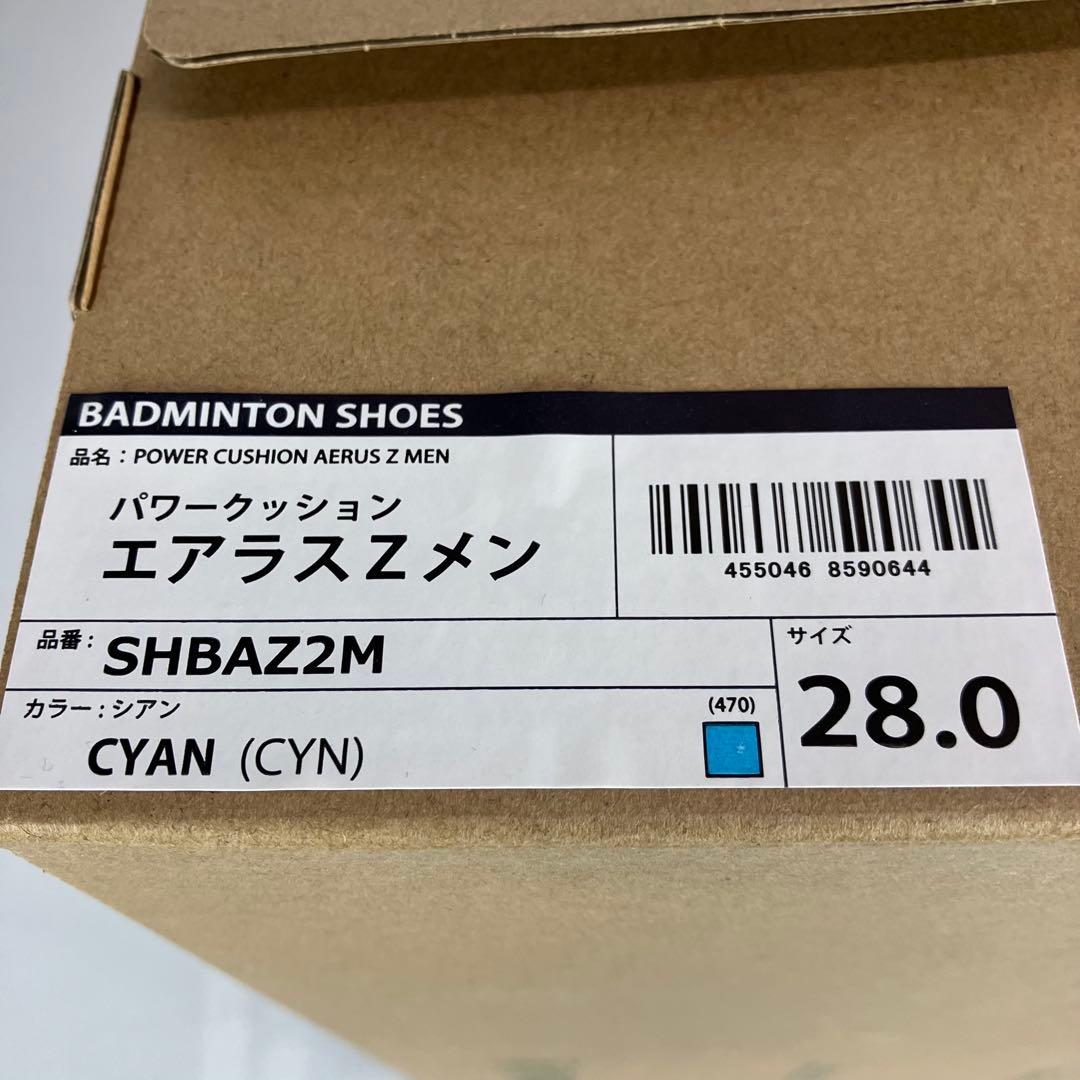 BADMINTON SHOES
品名：POWER CUSHION AERUS Z MEN
パワークッション
エアラスZメン
455046 8590644
品番：
SHBAZ2M
サイズ
28.0
カラー：シアン
(470)
CYAN (CYN)